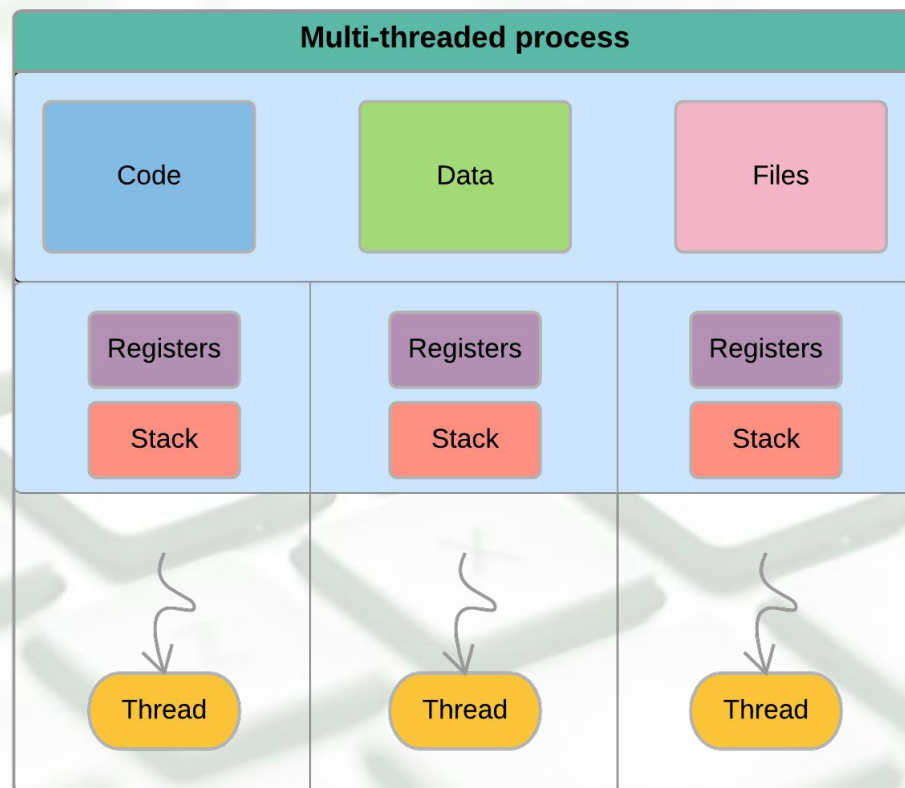 Multi-threaded process
Code Data Files
Registers Registers Registers
Stack Stack Stack
Thread Thread Thread